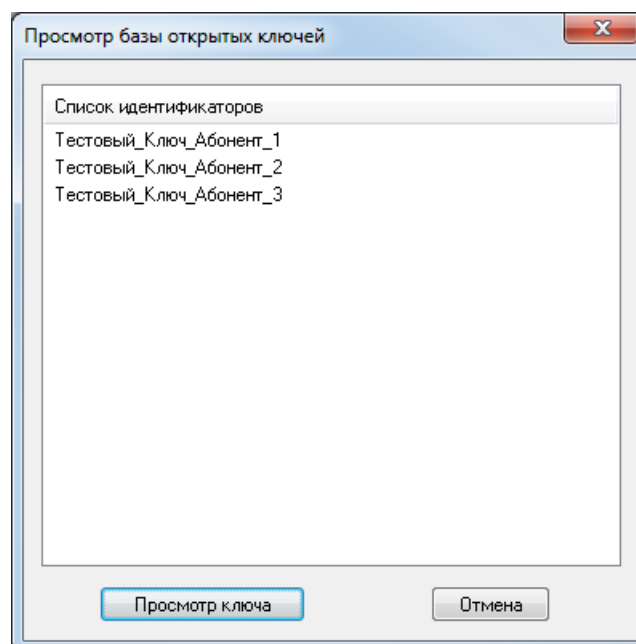 Просмотр базы открытых ключей
Список идентификаторов
Тестовый_Ключ_Абонент_1
Тестовый_Ключ_Абонент_2
Тестовый_Ключ_Абонент_3
Просмотр ключа
Отмена